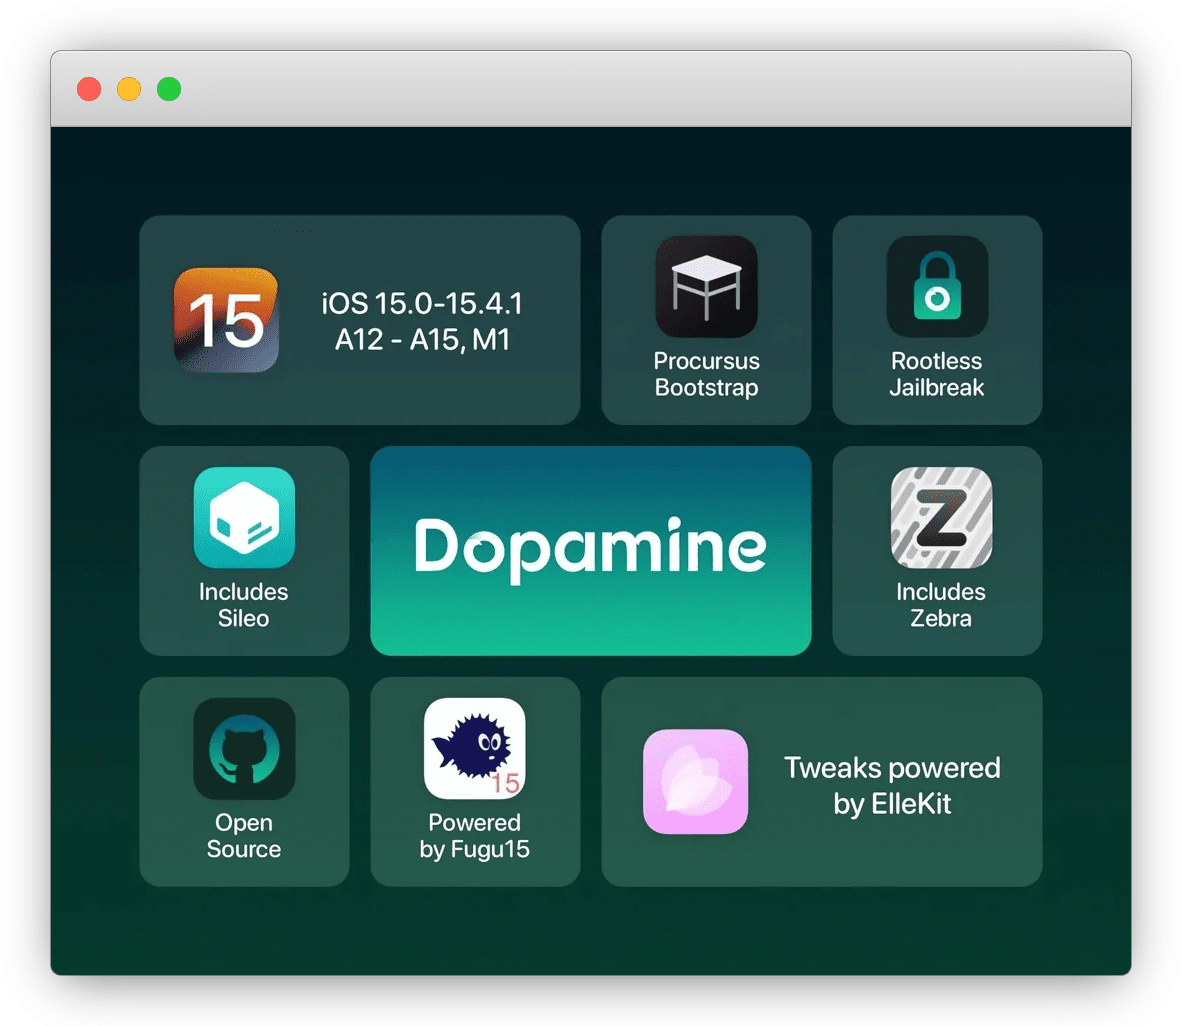 15
iOS 15.0-15.4.1
A12 - A15, M1
Procursus
Bootstrap
Rootless
Jailbreak
Includes
Sileo
Dopamine
Z
Includes
Zebra
Open
Source
15
Powered
by Fugu15
Tweaks powered
by ElleKit